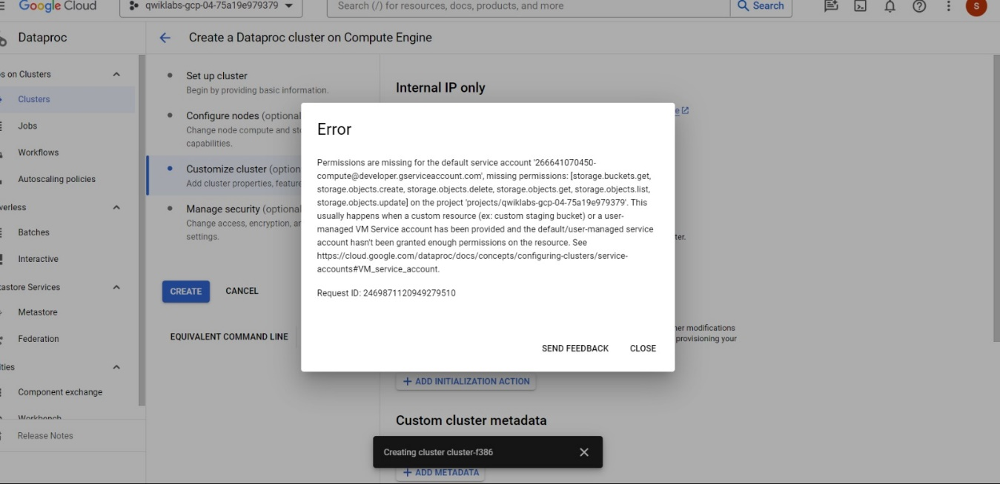 Google Cloud
qwiklabs-gcp-04-75a19e979379
Search (/) for resources, docs, products, and more
Search
S
Dataproc
Create a Dataproc cluster on Compute Engine
s on Clusters
Clusters
Jobs
Workflows
Autoscaling policies
verless
Batches
Interactive
tastore Services
Metastore
Federation
ities
Component exchange
Workbench
Release Notes
Set up cluster
Begin by providing basic information.
Configure nodes (optional
Change node compute and sto
capabilities.
Customize cluster (option
Add cluster properties, feature
Manage security (optional
Change access, encryption, an
settings.
CREATE
CANCEL
EQUIVALENT COMMAND LINE
Internal IP only
e
ter.
Error
Permissions are missing for the default service account '266641070450-
compute@developer.gserviceaccount.com', missing permissions: [storage.buckets.get,
storage.objects.create, storage.objects.delete, storage.objects.get, storage.objects.list,
storage.objects.update] on the project 'projects/qwiklabs-gcp-04-75a19e979379'. This
usually happens when a custom resource (ex: custom staging bucket) or a user-
managed VM Service account has been provided and the default/user-managed service
account hasn't been granted enough permissions on the resource. See
https://cloud.google.com/dataproc/docs/concepts/configuring-clusters/service-
accounts#VM_service_account.
Request ID: 2469871120949279510
SEND FEEDBACK
CLOSE
her modifications
provisioning your
+ ADD INITIALIZATION ACTION
Custom cluster metadata
Creating cluster cluster-f386
+ ADD METADATA